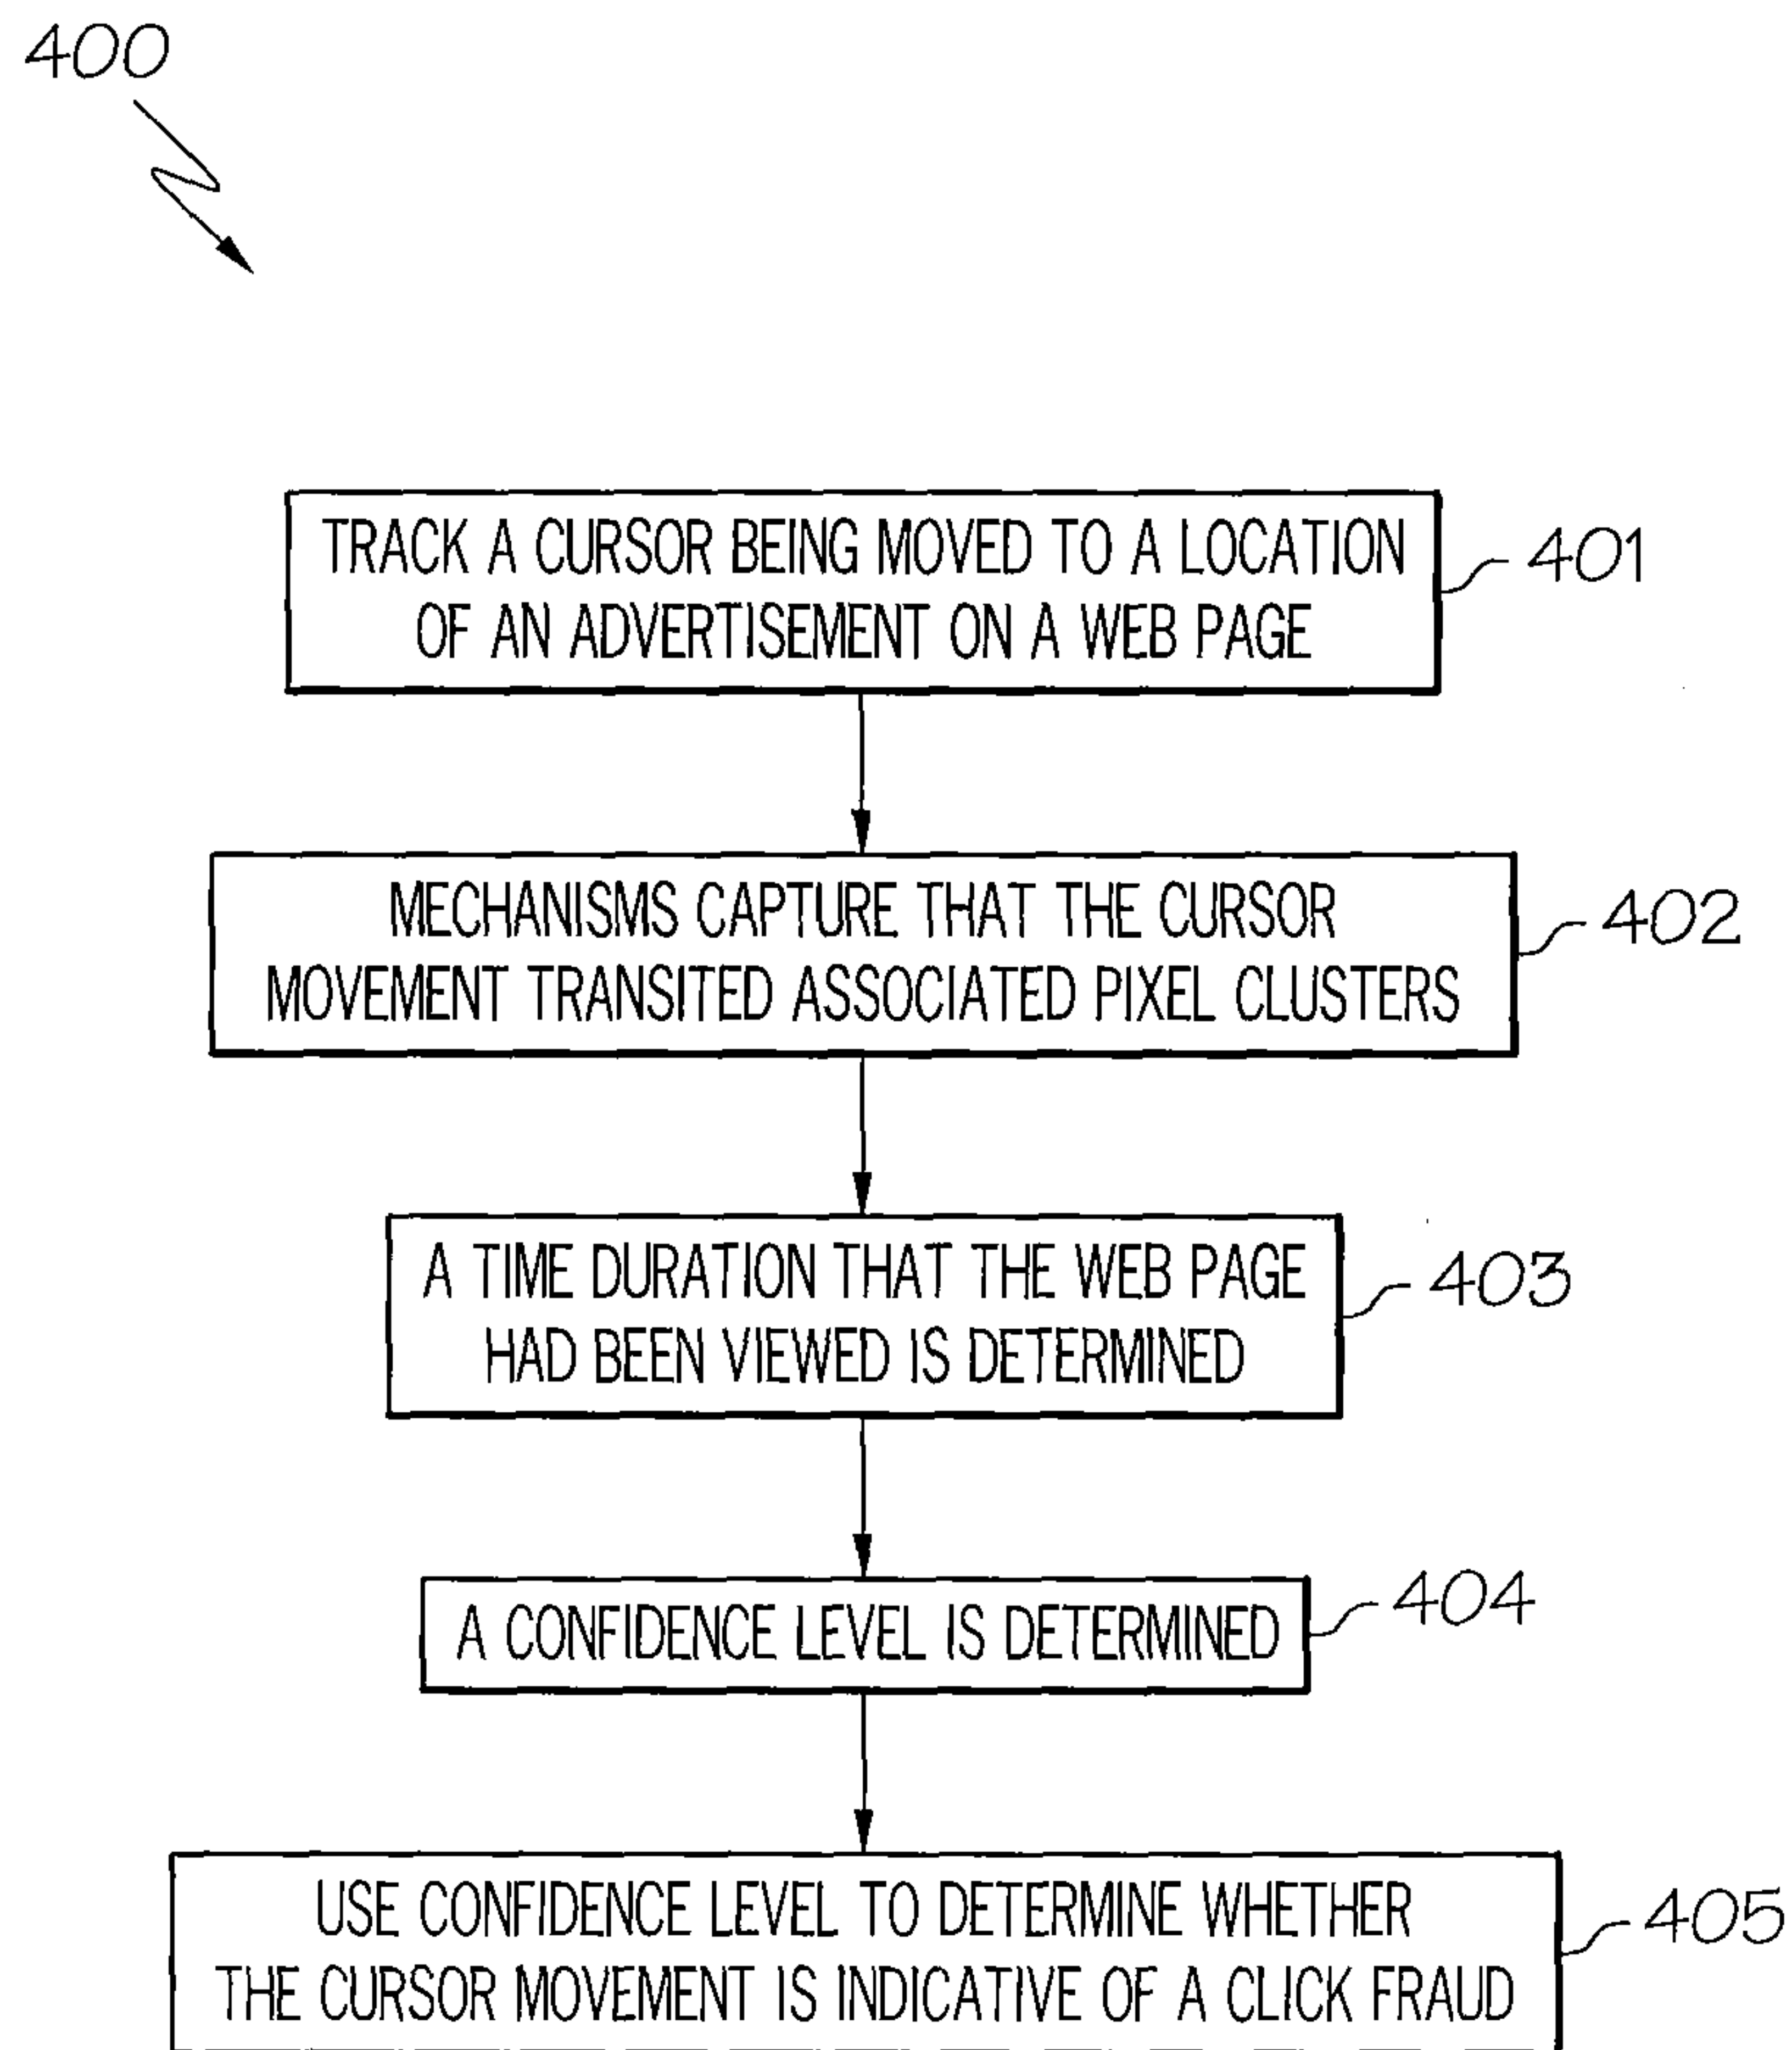 400
TRACK A CURSOR BEING MOVED TO A LOCATION
OF AN ADVERTISEMENT ON A WEB PAGE
401
MECHANISMS CAPTURE THAT THE CURSOR
MOVEMENT TRANSITED ASSOCIATED PIXEL CLUSTERS
402
A TIME DURATION THAT THE WEB PAGE
HAD BEEN VIEWED IS DETERMINED
403
A CONFIDENCE LEVEL IS DETERMINED
404
USE CONFIDENCE LEVEL TO DETERMINE WHETHER
THE CURSOR MOVEMENT IS INDICATIVE OF A CLICK FRAUD
405